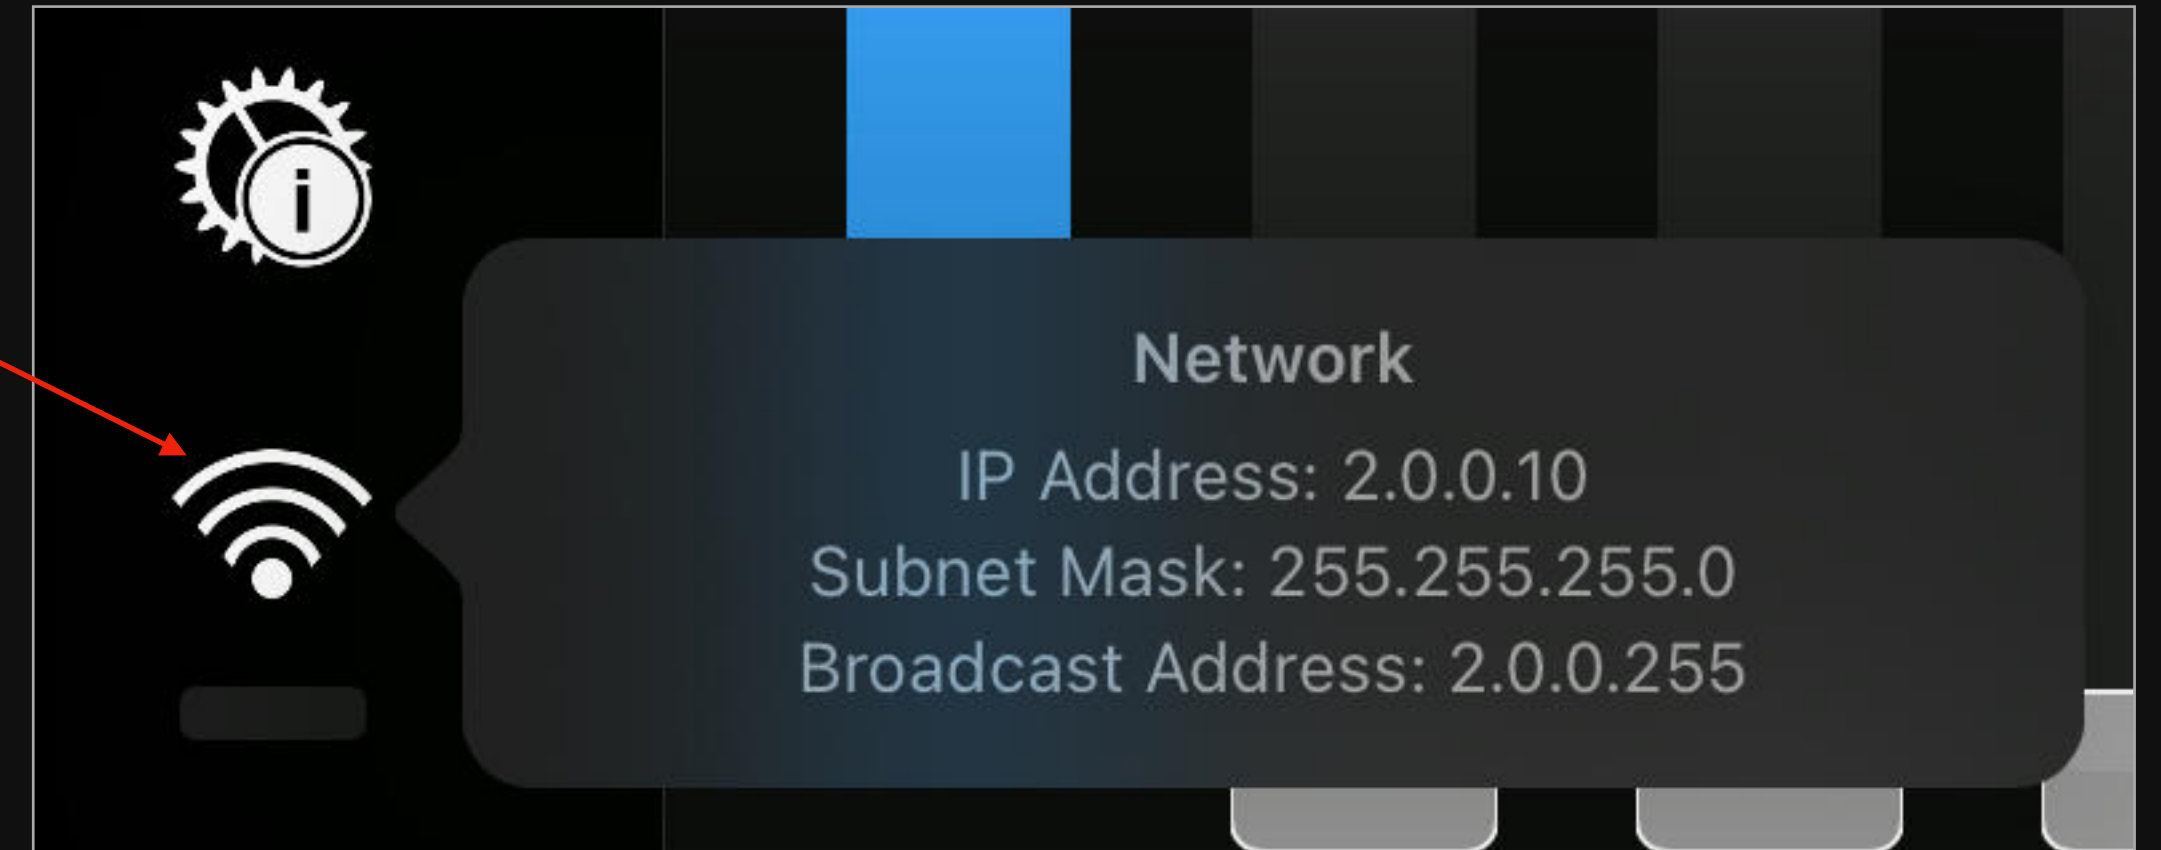 i
Network
IP Address: 2.0.0.10
Subnet Mask: 255.255.255.0
Broadcast Address: 2.0.0.255